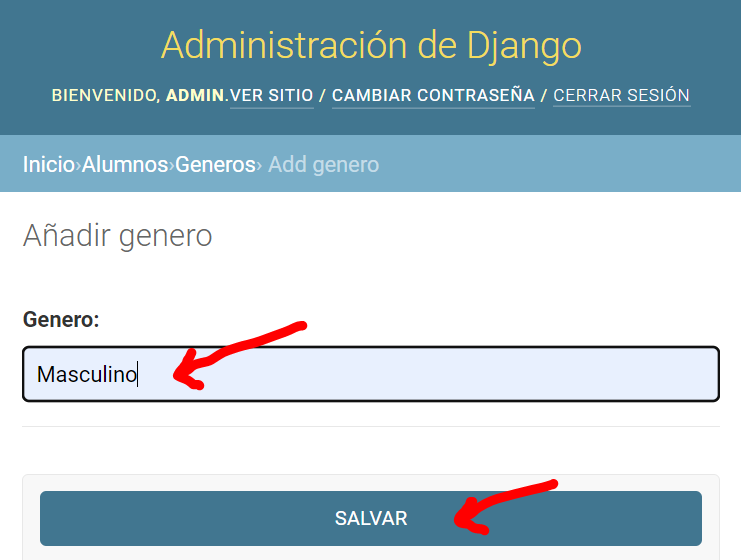 Administración de Django
BIENVENIDO, ADMIN.VER SITIO / CAMBIAR CONTRASEÑA / CERRAR SESIÓN
Inicio›Alumnos›Generos› Add genero
Añadir genero
Genero:
Masculino
SALVAR